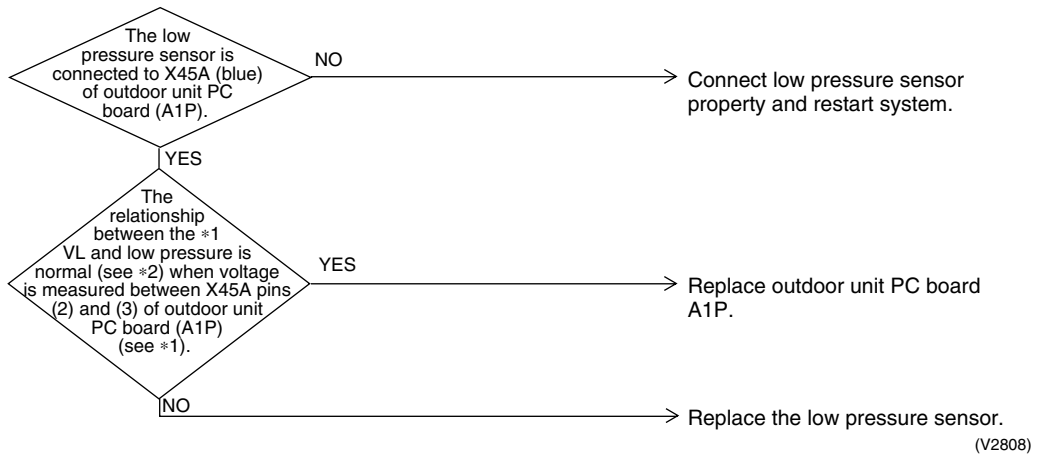 The low
pressure sensor is
connected to X45A (blue)
of outdoor unit PC
board (A1P).
NO
Connect low pressure sensor
property and restart system.
YES
The
relationship
between the *1
VL and low pressure is
normal (see *2) when voltage
is measured between X45A pins
(2) and (3) of outdoor unit
PC board (A1P)
(see *1).
YES
Replace outdoor unit PC board
A1P.
NO
Replace the low pressure sensor.
(V2808)